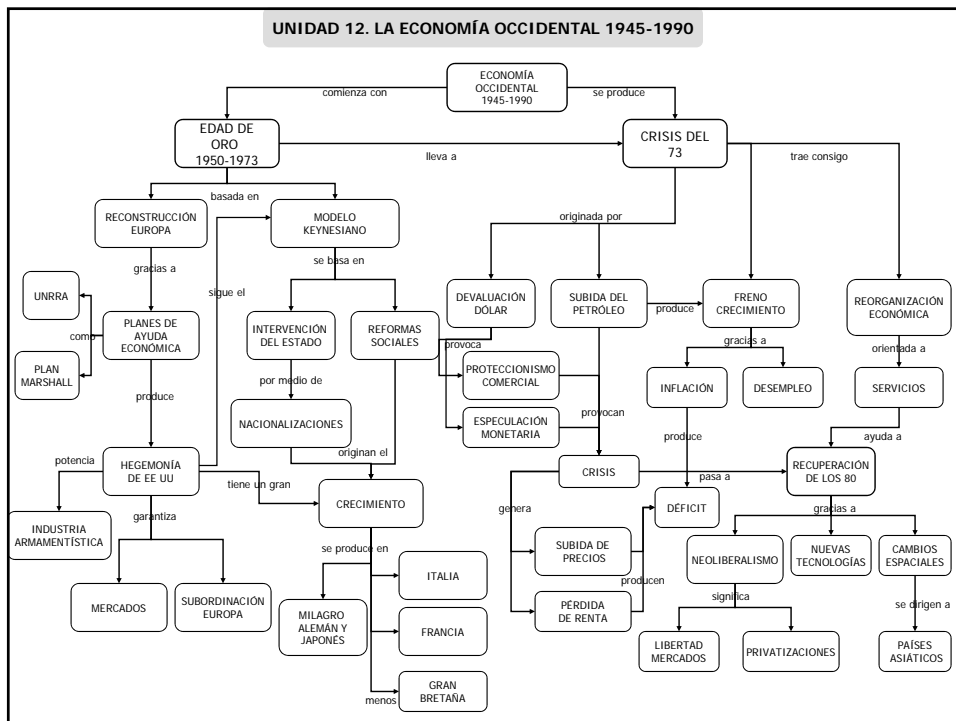 UNIDAD 12. LA ECONOMÍA OCCIDENTAL 1945-1990
ECONOMÍA
OCCIDENTAL
1945-1990
comienza con
se produce
EDAD DE
ORO
1950-1973
lleva a
CRISIS DEL
73
trae consigo
basada en
originada por
RECONSTRUCCIÓN
EUROPA
MODELO
KEYNESIANO
gracias a
sigue el
se basa en
UNRRA
como
PLAN
MARSHALL
PLANES DE
AYUDA
ECONÓMICA
INTERVENCIÓN
DEL ESTADO
REFORMAS
SOCIALES
DEVALUACIÓN
DÓLAR
SUBIDA DEL
PETRÓLEO
produce
FRENO
CRECIMIENTO
REORGANIZACIÓN
ECONÓMICA
provoca
gracias a
orientada a
por medio de
PROTECCIONISMO
COMERCIAL
INFLACIÓN
DESEMPLEO
SERVICIOS
produce
NACIONALIZACIONES
ESPECULACIÓN
MONETARIA
provocan
produce
ayuda a
originan el
potencia
HEGEMONÍA
DE EE UU
tiene un gran
CRECIMIENTO
CRISIS
pasa a
RECUPERACIÓN
DE LOS 80
INDUSTRIA
ARMAMENTÍSTICA
garantiza
genera
DÉFICIT
gracias a
se produce en
SUBIDA DE
PRECIOS
NEOLIBERALISMO
NUEVAS
TECNOLOGÍAS
CAMBIOS
ESPACIALES
MERCADOS
SUBORDINACIÓN
EUROPA
ITALIA
producen
significa
se dirigen a
MILAGRO
ALEMÁN Y
JAPONÉS
FRANCIA
PÉRDIDA
DE RENTA
LIBERTAD
MERCADOS
PRIVATIZACIONES
PAÍSES
ASIÁTICOS
menos
GRAN
BRETAÑA